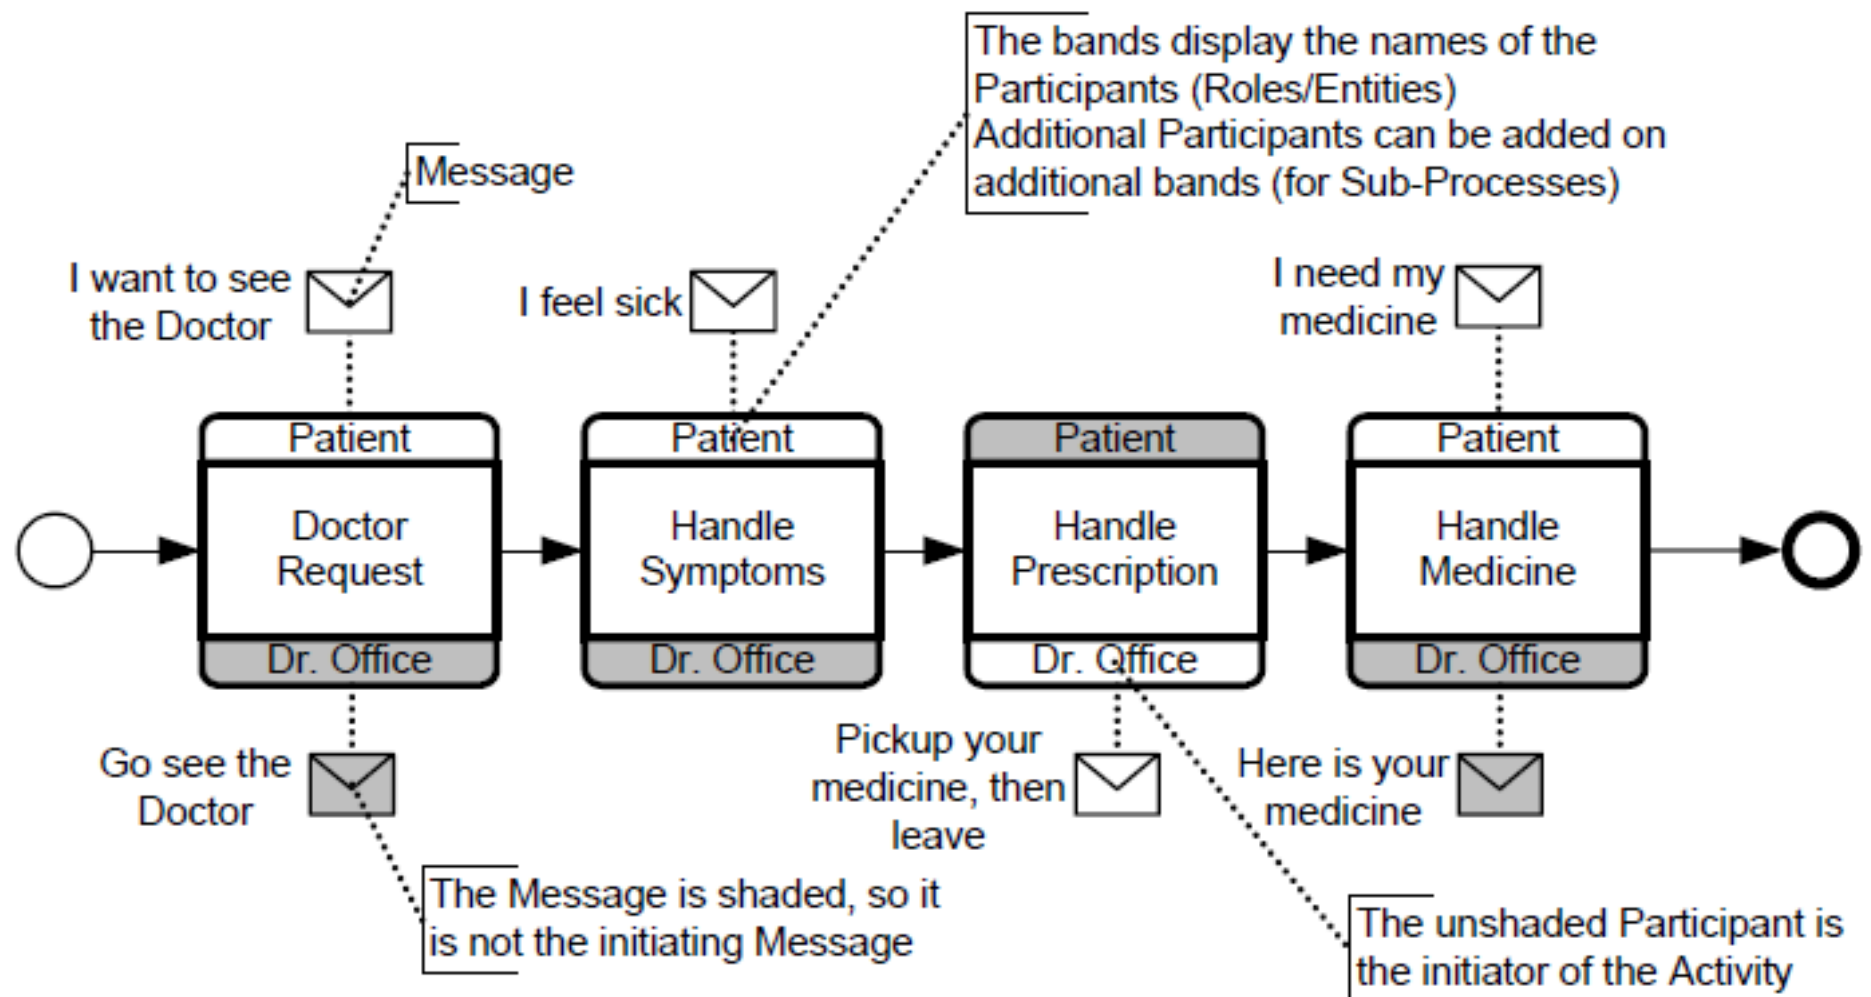 The bands display the names of the
Participants (Roles/Entities)
Additional Participants can be added on
additional bands (for Sub-Processes)
Message
I want to see
the Doctor
I feel sick
I need my
medicine
Patient
Patient
Patient
Patient
Doctor
Request
Handle
Symptoms
Handle
Prescription
Handle
Medicine
Dr. Office
Dr. Office
Dr. Office
Dr. Office
Go see the
Doctor
Pickup your
medicine, then
leave
Here is your
medicine
The Message is shaded, so it
is not the initiating Message
The unshaded Participant is
the initiator of the Activity